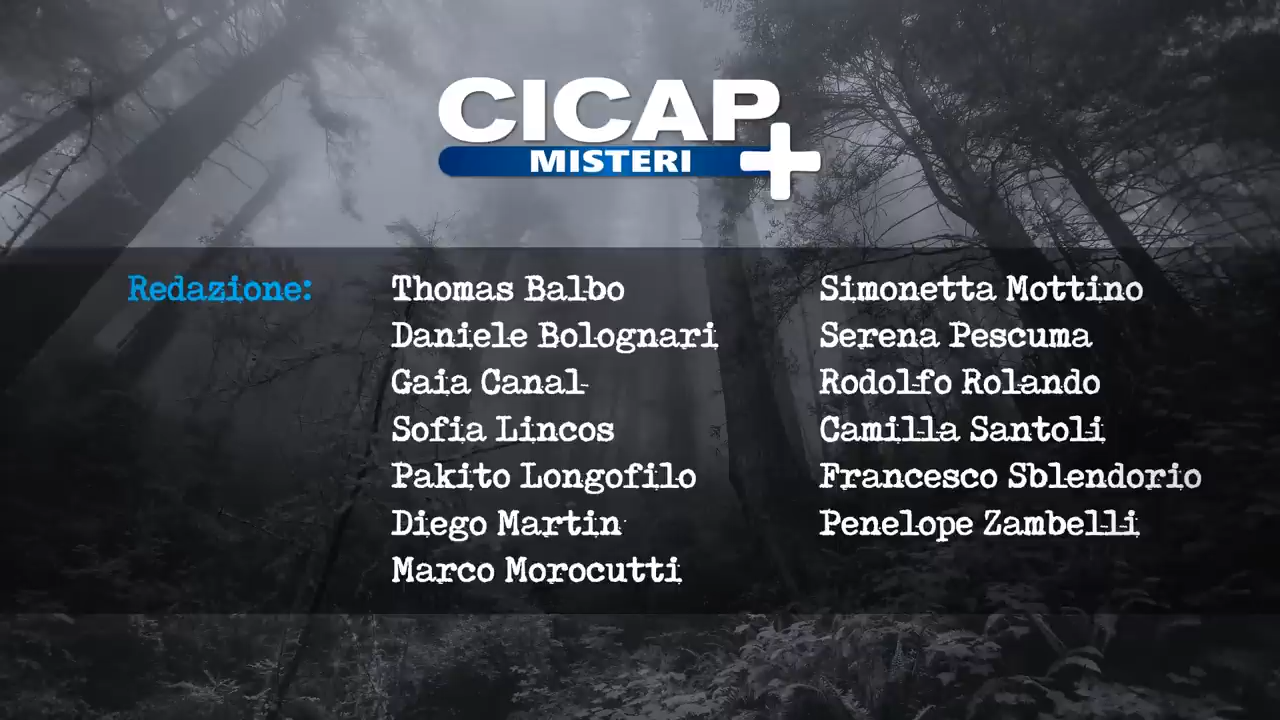 CICAP+
MISTERI
Redazione:
Thomas Balbo
Daniele Bolognari
Gaia Canal
Sofia Lincos
Pakito Longofilo
Diego Martin
Marco Morocutti
Simonetta Mottino
Serena Pescuma
Rodolfo Rolando
Camilla Santoli
Francesco Sblendorio
Penelope Zambelli